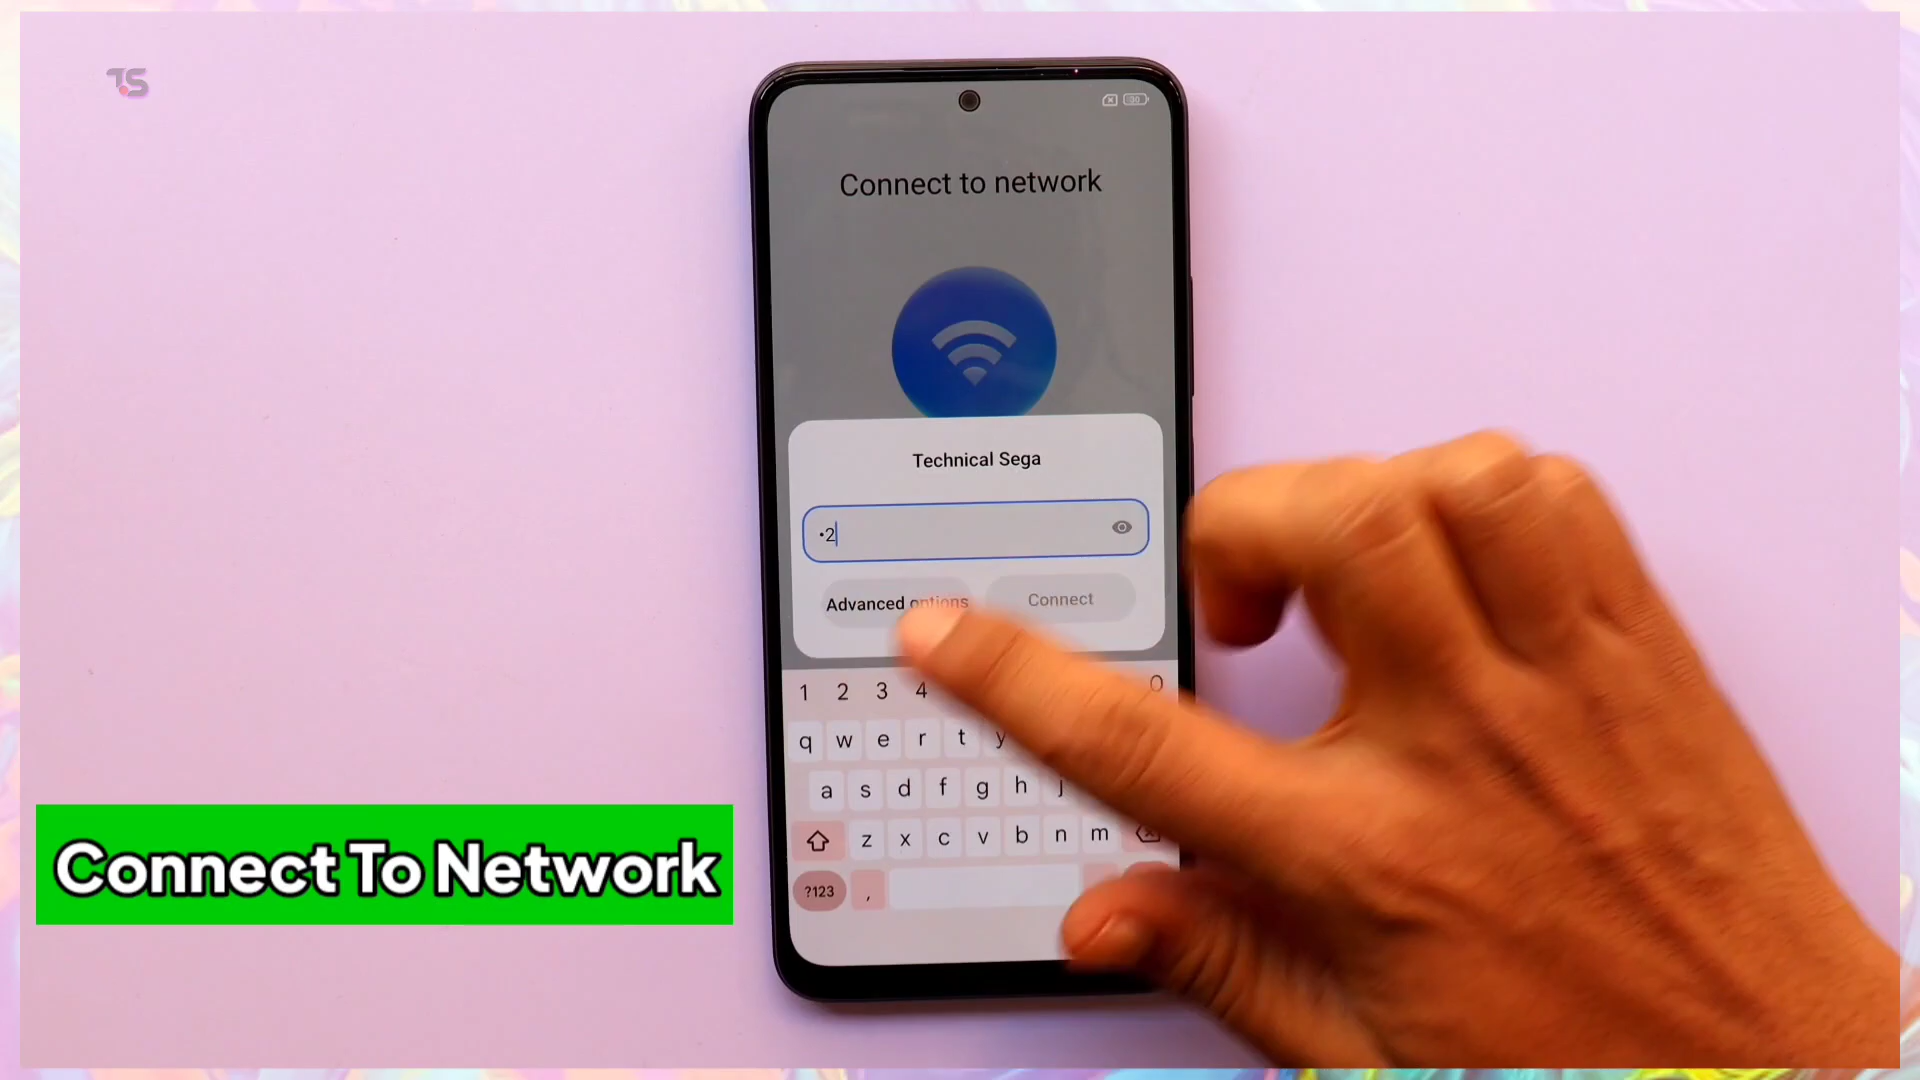 TS
30
Connect to network
Technical Sega
•2
Advanced options
Connect
1 2 3 4 0
q w e r t y
a s d f g h j
z x c v b n m
?123 ,
Connect To Network